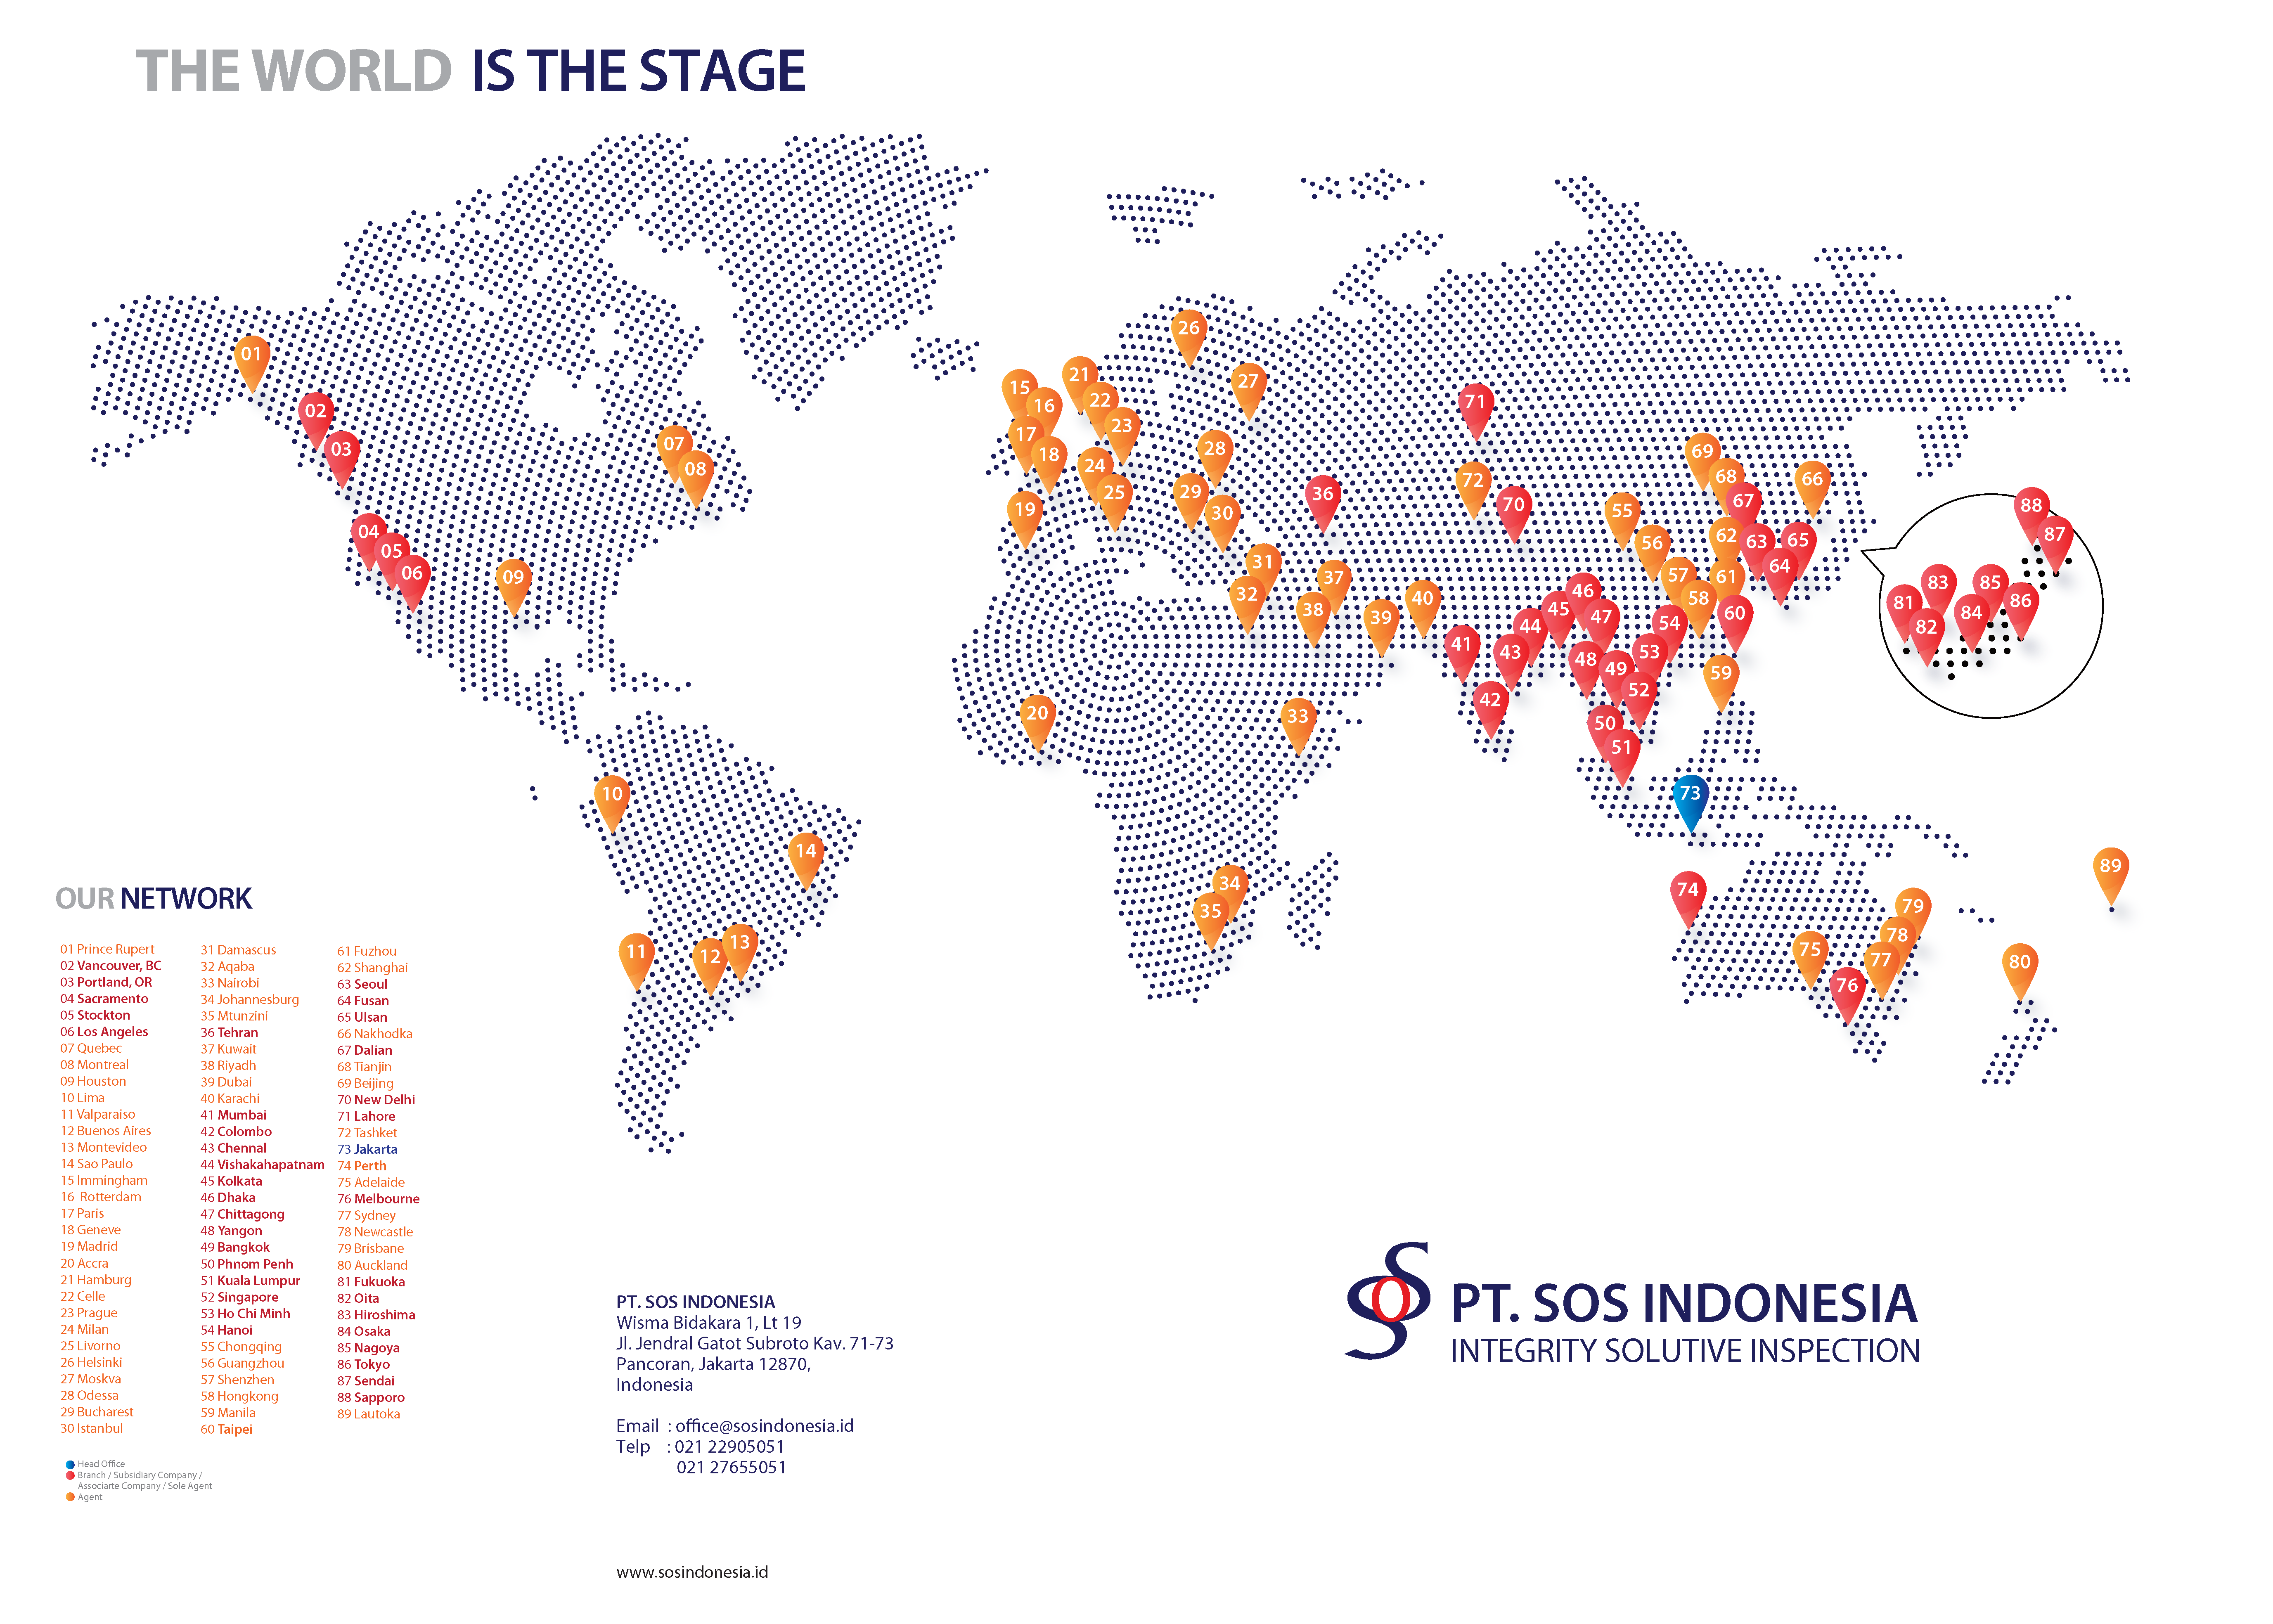 THE WORLD IS THE STAGE
01
02
03
04
05
06
07
08
09
10
11
12
13
14
15
16
17
18
19
20
21
22
23
24
25
26
27
28
29
30
31
32
33
34
35
36
37
38
39
40
41
42
43
44
45
46
47
48
49
50
51
52
53
54
55
56
57
58
59
60
61
62
63
64
65
66
67
68
69
70
71
72
73
74
75
76
77
78
79
80
81
82
83
84
85
86
87
88
89
OUR NETWORK
01 Prince Rupert
02 Vancouver, BC
03 Portland, OR
04 Sacramento
05 Stockton
06 Los Angeles
07 Quebec
08 Montreal
09 Houston
10 Lima
11 Valparaiso
12 Buenos Aires
13 Montevideo
14 Sao Paulo
15 Immingham
16 Rotterdam
17 Paris
18 Geneve
19 Madrid
20 Accra
21 Hamburg
22 Celle
23 Prague
24 Milan
25 Livorno
26 Helsinki
27 Moskva
28 Odessa
29 Bucharest
30 Istanbul
31 Damascus
32 Aqaba
33 Nairobi
34 Johannesburg
35 Mtunzini
36 Tehran
37 Kuwait
38 Riyadh
39 Dubai
40 Karachi
41 Mumbai
42 Colombo
43 Chennal
44 Vishakahapatnam
45 Kolkata
46 Dhaka
47 Chittagong
48 Yangon
49 Bangkok
50 Phnom Penh
51 Kuala Lumpur
52 Singapore
53 Ho Chi Minh
54 Hanoi
55 Chongqing
56 Guangzhou
57 Shenzhen
58 Hongkong
59 Manila
60 Taipei
61 Fuzhou
62 Shanghai
63 Seoul
64 Fusan
65 Ulsan
66 Nakhodka
67 Dalian
68 Tianjin
69 Beijing
70 New Delhi
71 Lahore
72 Tashket
73 Jakarta
74 Perth
75 Adelaide
76 Melbourne
77 Sydney
78 Newcastle
79 Brisbane
80 Auckland
81 Fukuoka
82 Oita
83 Hiroshima
84 Osaka
85 Nagoya
86 Tokyo
87 Sendai
88 Sapporo
89 Lautoka
Head Office
Branch / Subsidiary Company /
Associarte Company / Sole Agent
Agent
PT. SOS INDONESIA
Wisma Bidakara 1, Lt 19
Jl. Jendral Gatot Subroto Kav. 71-73
Pancoran, Jakarta 12870,
Indonesia
Email : office@sosindonesia.id
Telp : 021 22905051
021 27655051
www.sosindonesia.id
SOS
PT. SOS INDONESIA
INTEGRITY SOLUTIVE INSPECTION